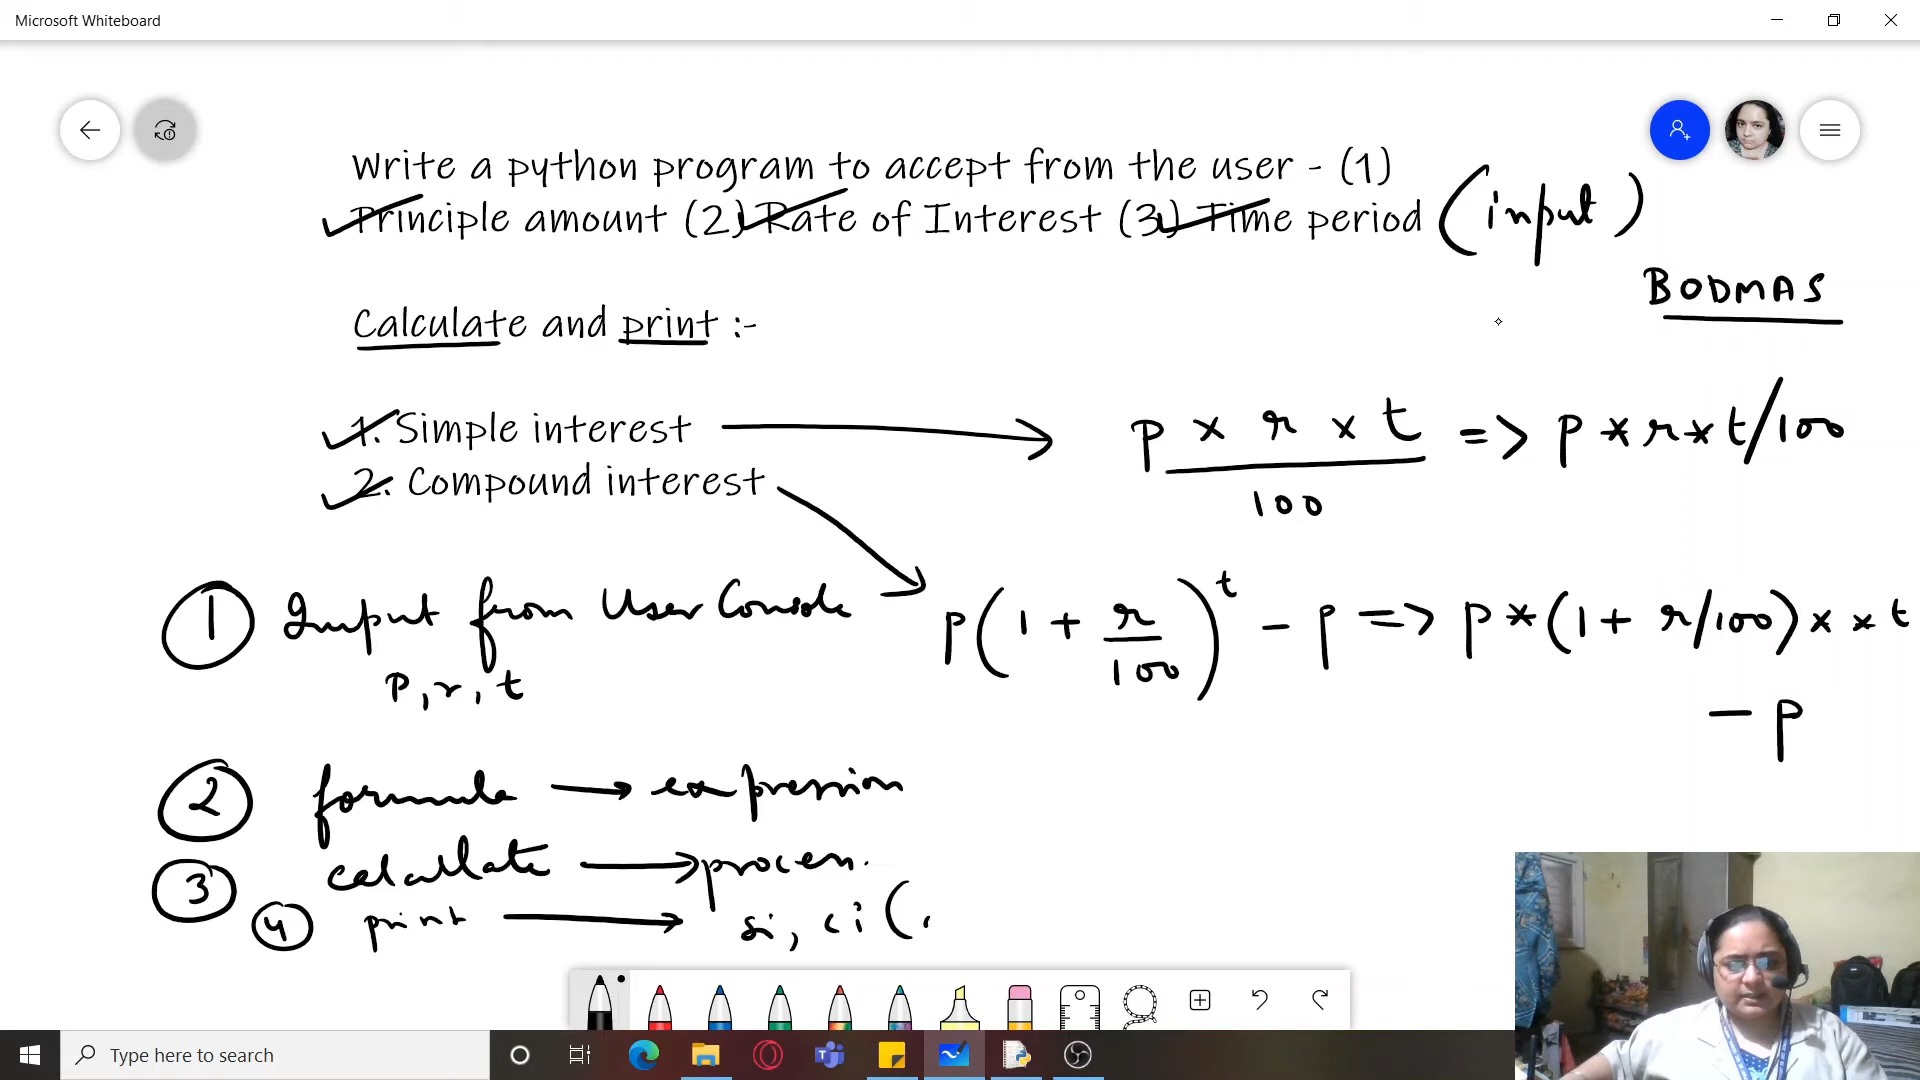 Microsoft Whiteboard
Write a python program to accept from the user - (1)
Principle amount (2) Rate of Interest (3) Time period (input)
BODMAS
Calculate and print :-
1. Simple interest → p × r × t / 100 => p * r * t/100
2. Compound interest
p(1 + r/100)^t - p => p * (1 + r/100) * * t
- p
1 Input from User Console
P, r, t
2 formula → expression
3 calculate → process.
4 print → si, ci (
Type here to search